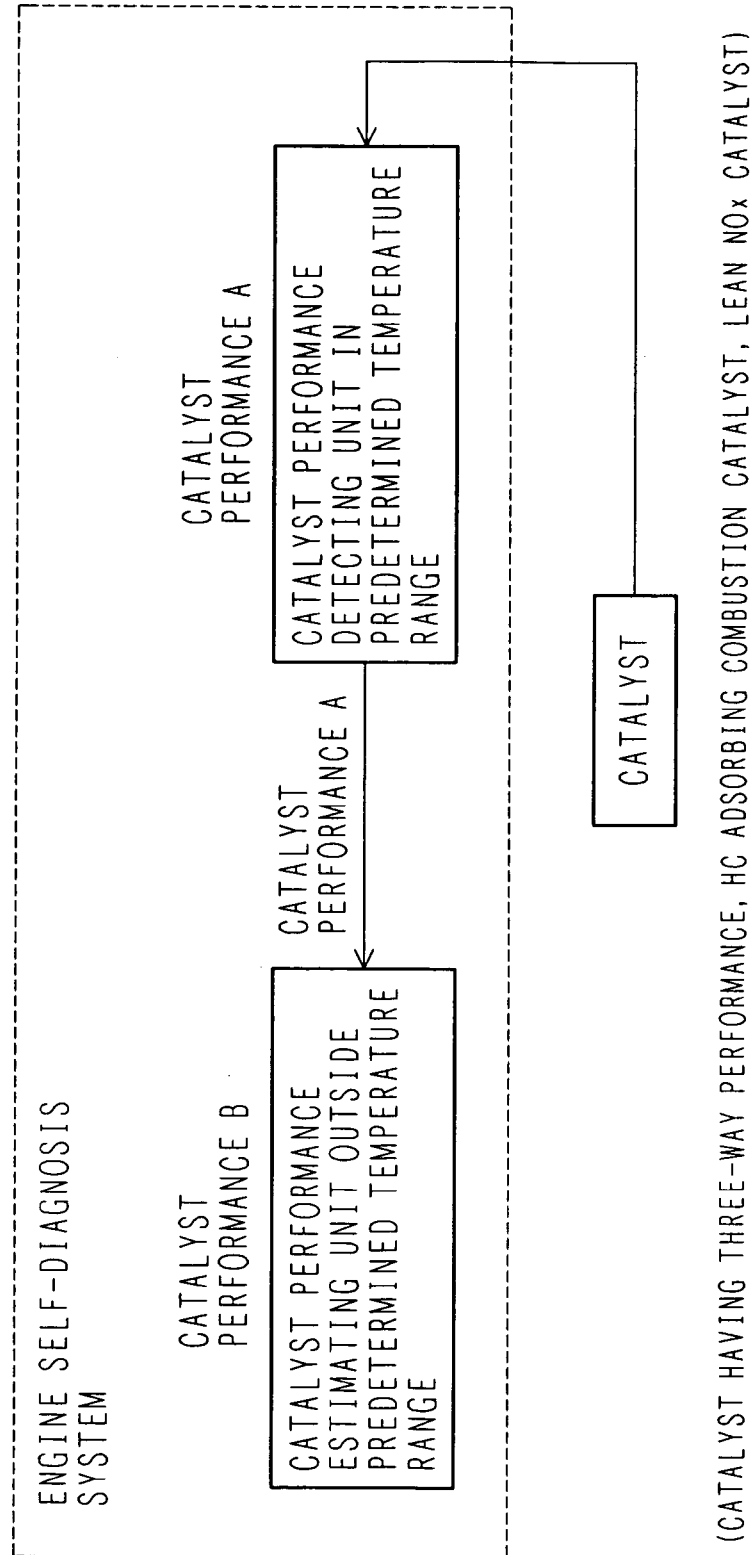 ENGINE SELF-DIAGNOSIS
SYSTEM
CATALYST
PERFORMANCE B
CATALYST PERFORMANCE
ESTIMATING UNIT OUTSIDE
PREDETERMINED TEMPERATURE
RANGE
CATALYST
PERFORMANCE A
CATALYST
PERFORMANCE A
CATALYST PERFORMANCE
DETECTING UNIT IN
PREDETERMINED TEMPERATURE
RANGE
CATALYST
(CATALYST HAVING THREE-WAY PERFORMANCE, HC ADSORBING COMBUSTION CATALYST, LEAN NOx CATALYST)